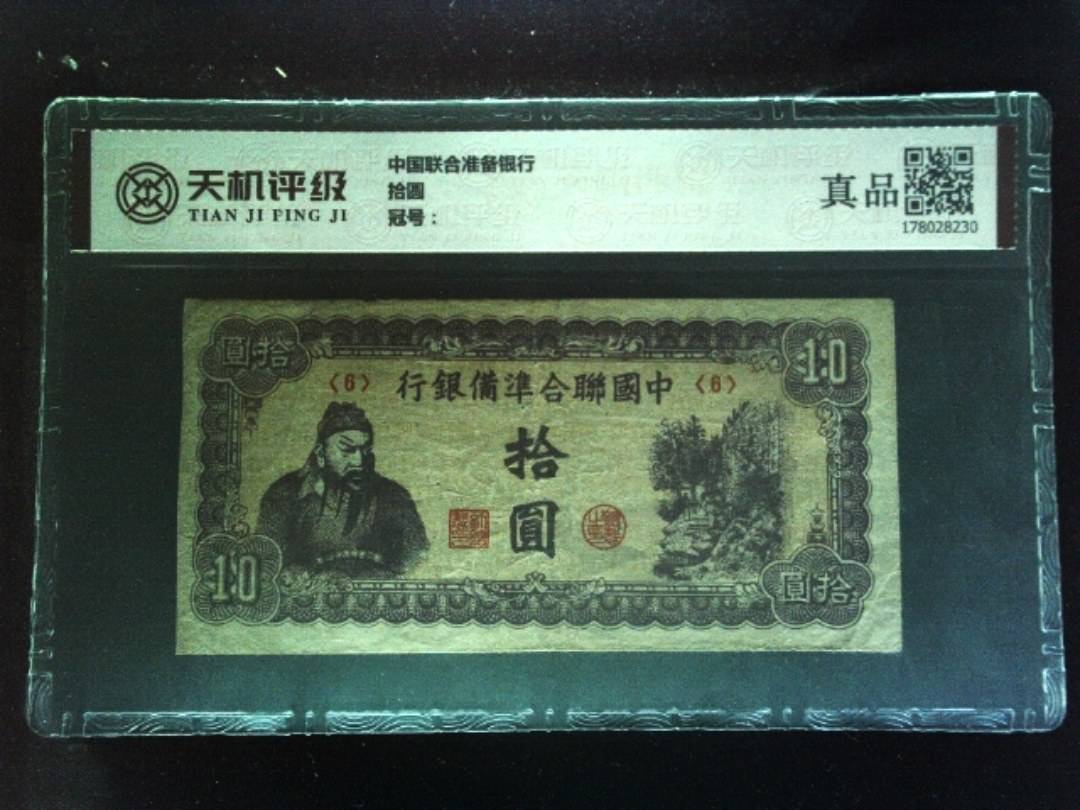 天机评级
TIAN JI PING JI
中国联合准备银行
拾圆
冠号：
真品
178028230
圓拾
10
〈6〉 行銀備準合聯國中 〈6〉
拾
圓
10
圓拾